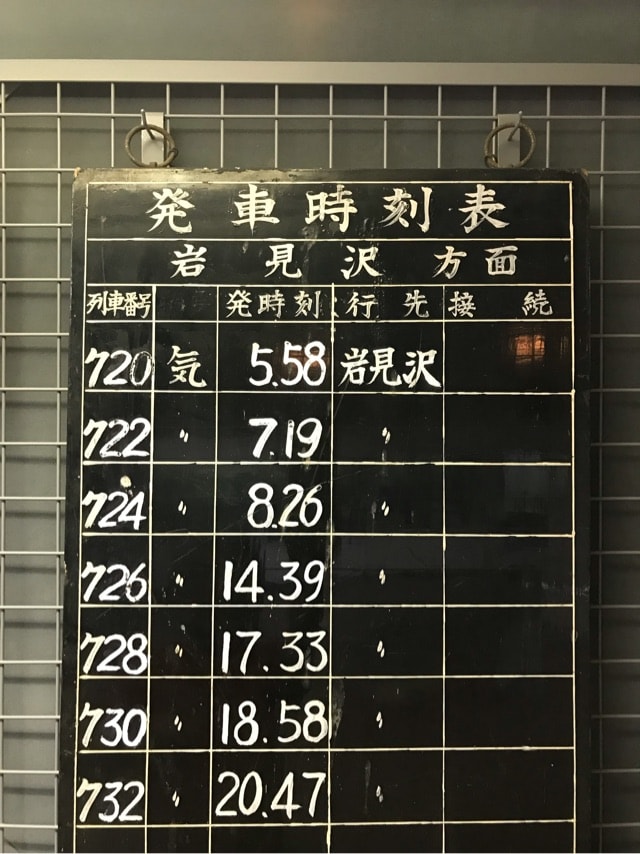 発車時刻表
岩見沢方面
列車番号 発時刻 行先 接続
720 気 5.58 岩見沢
722 〃 7.19 〃
724 〃 8.26 〃
726 〃 14.39 〃
728 〃 17.33 〃
730 〃 18.58 〃
732 〃 20.47 〃